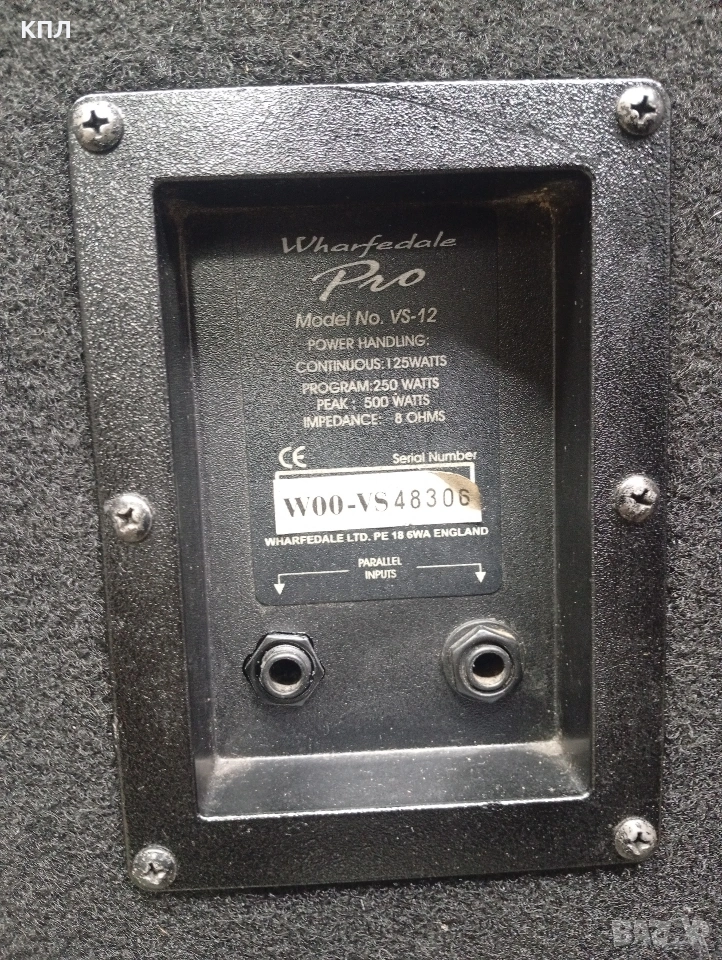 КПЛ
Wharfedale
Pro
Model No. VS-12
POWER HANDLING:
CONTINUOUS:125WATTS
PROGRAM:250 WATTS
PEAK : 500 WATTS
IMPEDANCE: 8 OHMS
CE Serial Number
W00-VS48306
WHARFEDALE LTD. PE 18 6WA ENGLAND
PARALLEL
INPUTS